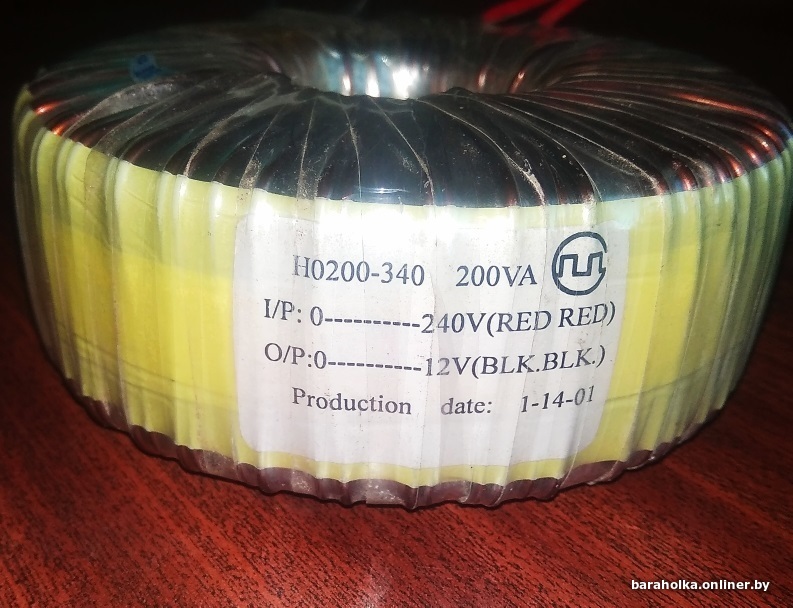 H0200-340 200VA
I/P: 0----------240V(RED RED)
O/P:0----------12V(BLK.BLK.)
Production date: 1-14-01
baraholka.onliner.by